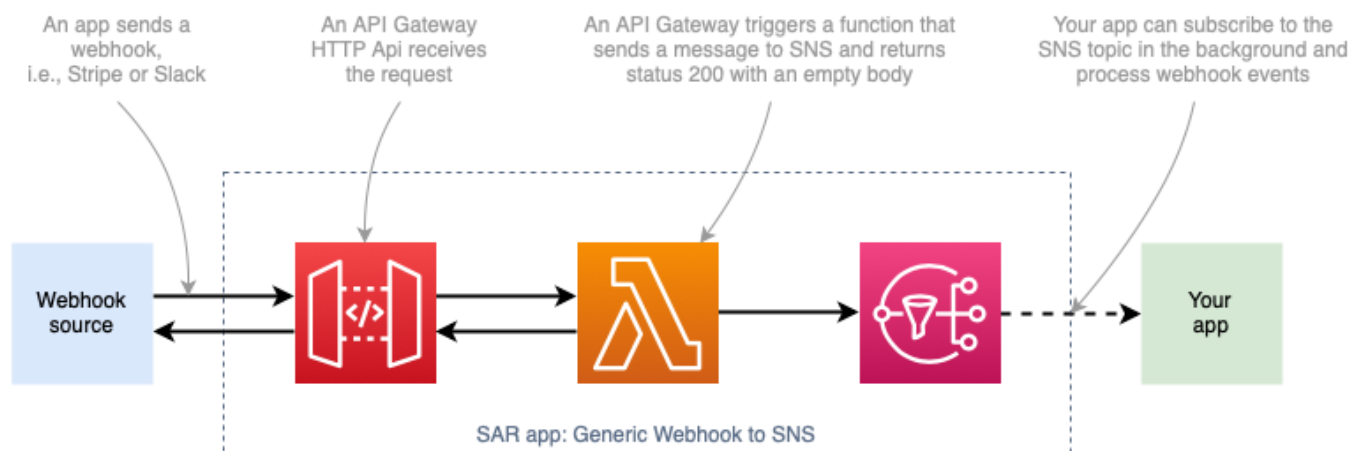 An app sends a
webhook,
i.e., Stripe or Slack
An API Gateway
HTTP Api receives
the request
An API Gateway triggers a function that
sends a message to SNS and returns
status 200 with an empty body
Your app can subscribe to the
SNS topic in the background and
process webhook events
Webhook
source
</>
Your
app
SAR app: Generic Webhook to SNS